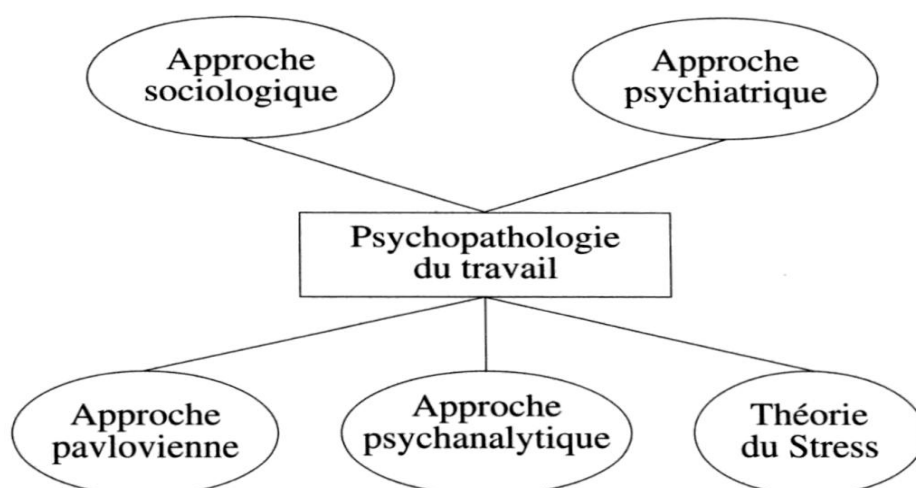 Approche
sociologique
Approche
psychiatrique
Psychopathologie
du travail
Approche
pavlovienne
Approche
psychanalytique
Théorie
du Stress